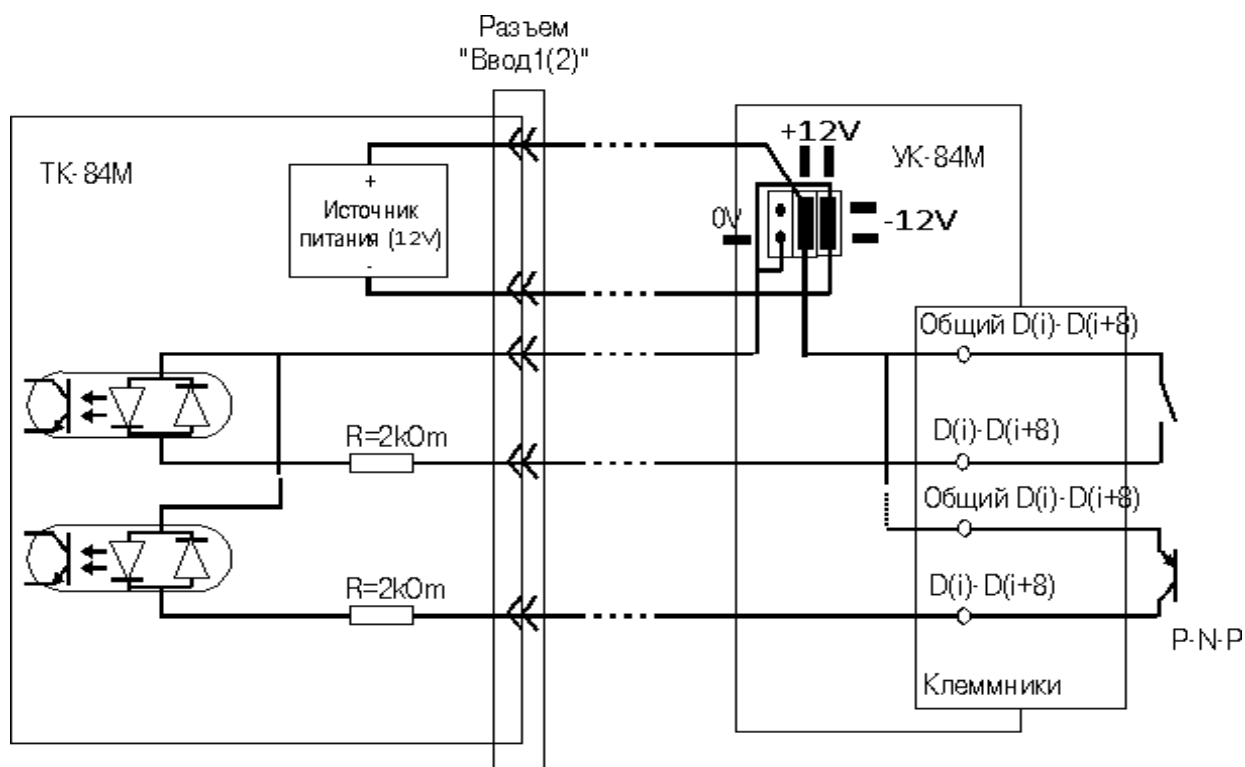 Разъем
"Ввод1(2)"
ТК-84М
+
Источник
питания (12V)
-
+12V
УК-84М
0V
-12V
Общий D(i)-D(i+8)
R=2kOm
D(i)-D(i+8)
Общий D(i)-D(i+8)
R=2kOm
D(i)-D(i+8)
P-N-P
Клеммники